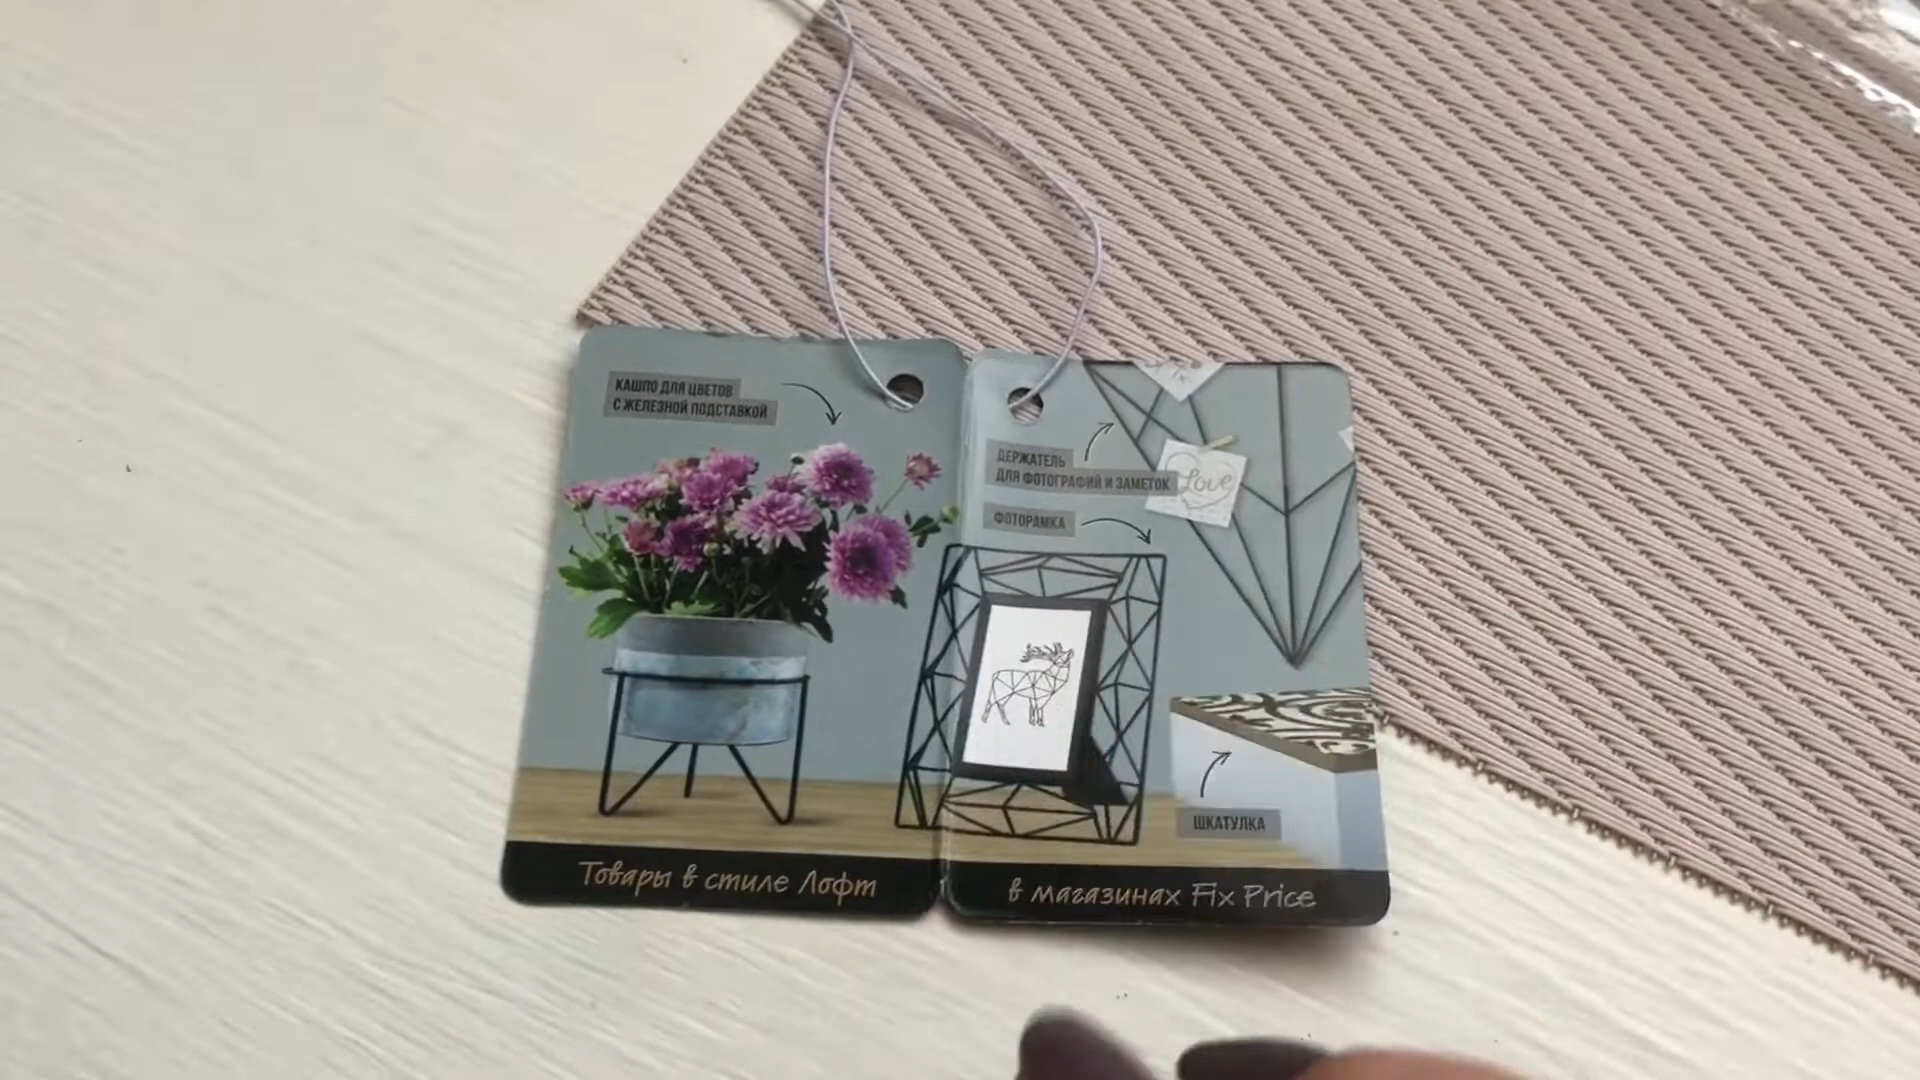 КАШПО ДЛЯ ЦВЕТОВ
С ЖЕЛЕЗНОЙ ПОДСТАВКОЙ
ДЕРЖАТЕЛЬ
ДЛЯ ФОТОГРАФИЙ И ЗАМЕТОК
Love
ФОТОРАМКА
ШКАТУЛКА
Товары в стиле Лофт
в магазинах Fix Price